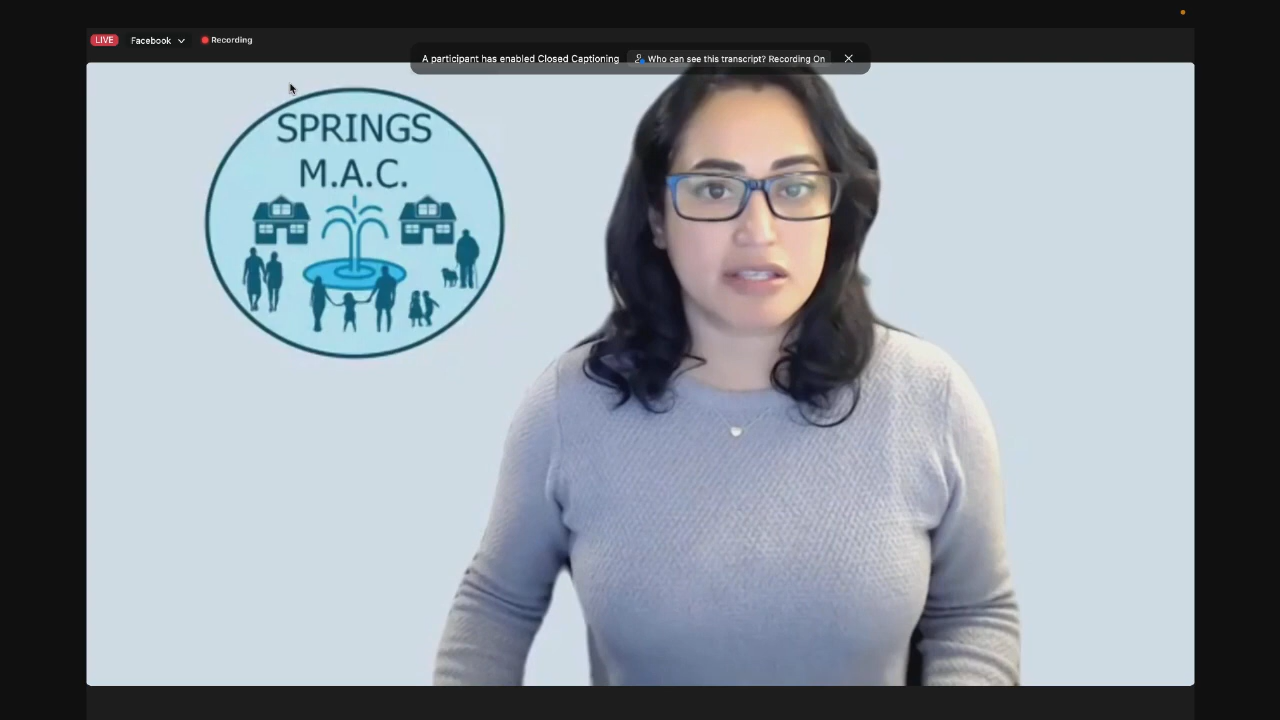 LIVE Facebook Recording
A participant has enabled Closed Captioning Who can see this transcript? Recording On
SPRINGS
M.A.C.